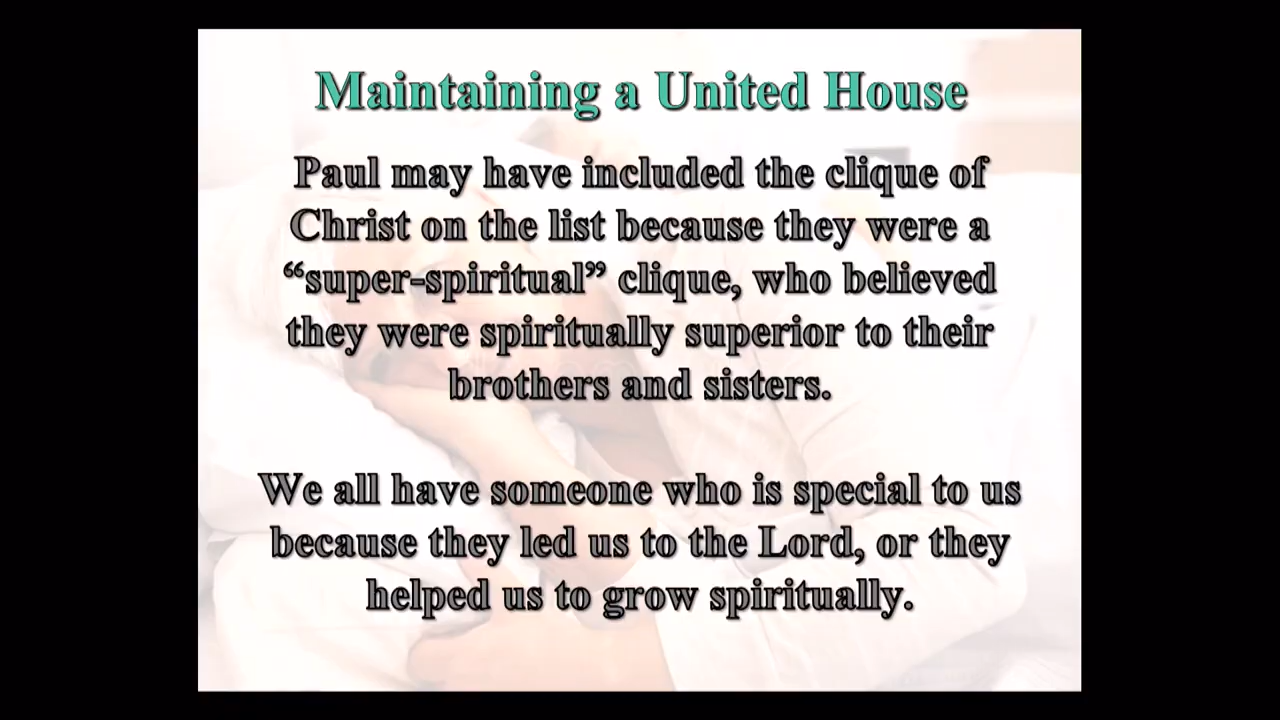 Maintaining a United House
Paul may have included the clique of
Christ on the list because they were a
“super-spiritual” clique, who believed
they were spiritually superior to their
brothers and sisters.
We all have someone who is special to us
because they led us to the Lord, or they
helped us to grow spiritually.